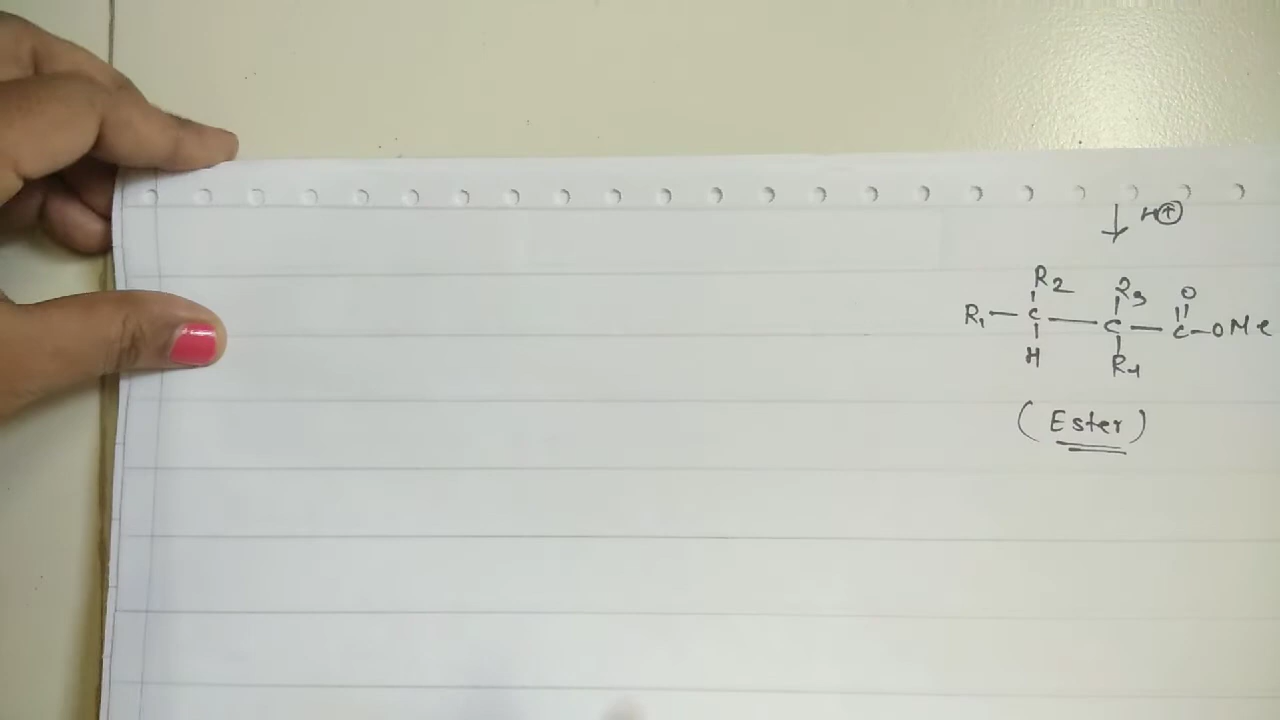 ↓ H⊕
R2 R3 O
R1 — C — C — C — OMe
H R4
(Ester)